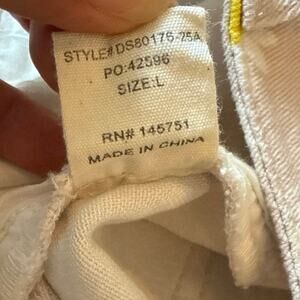 STYLE# DS80175-25A
PO:42596
SIZE:L
RN# 145751
MADE IN CHINA